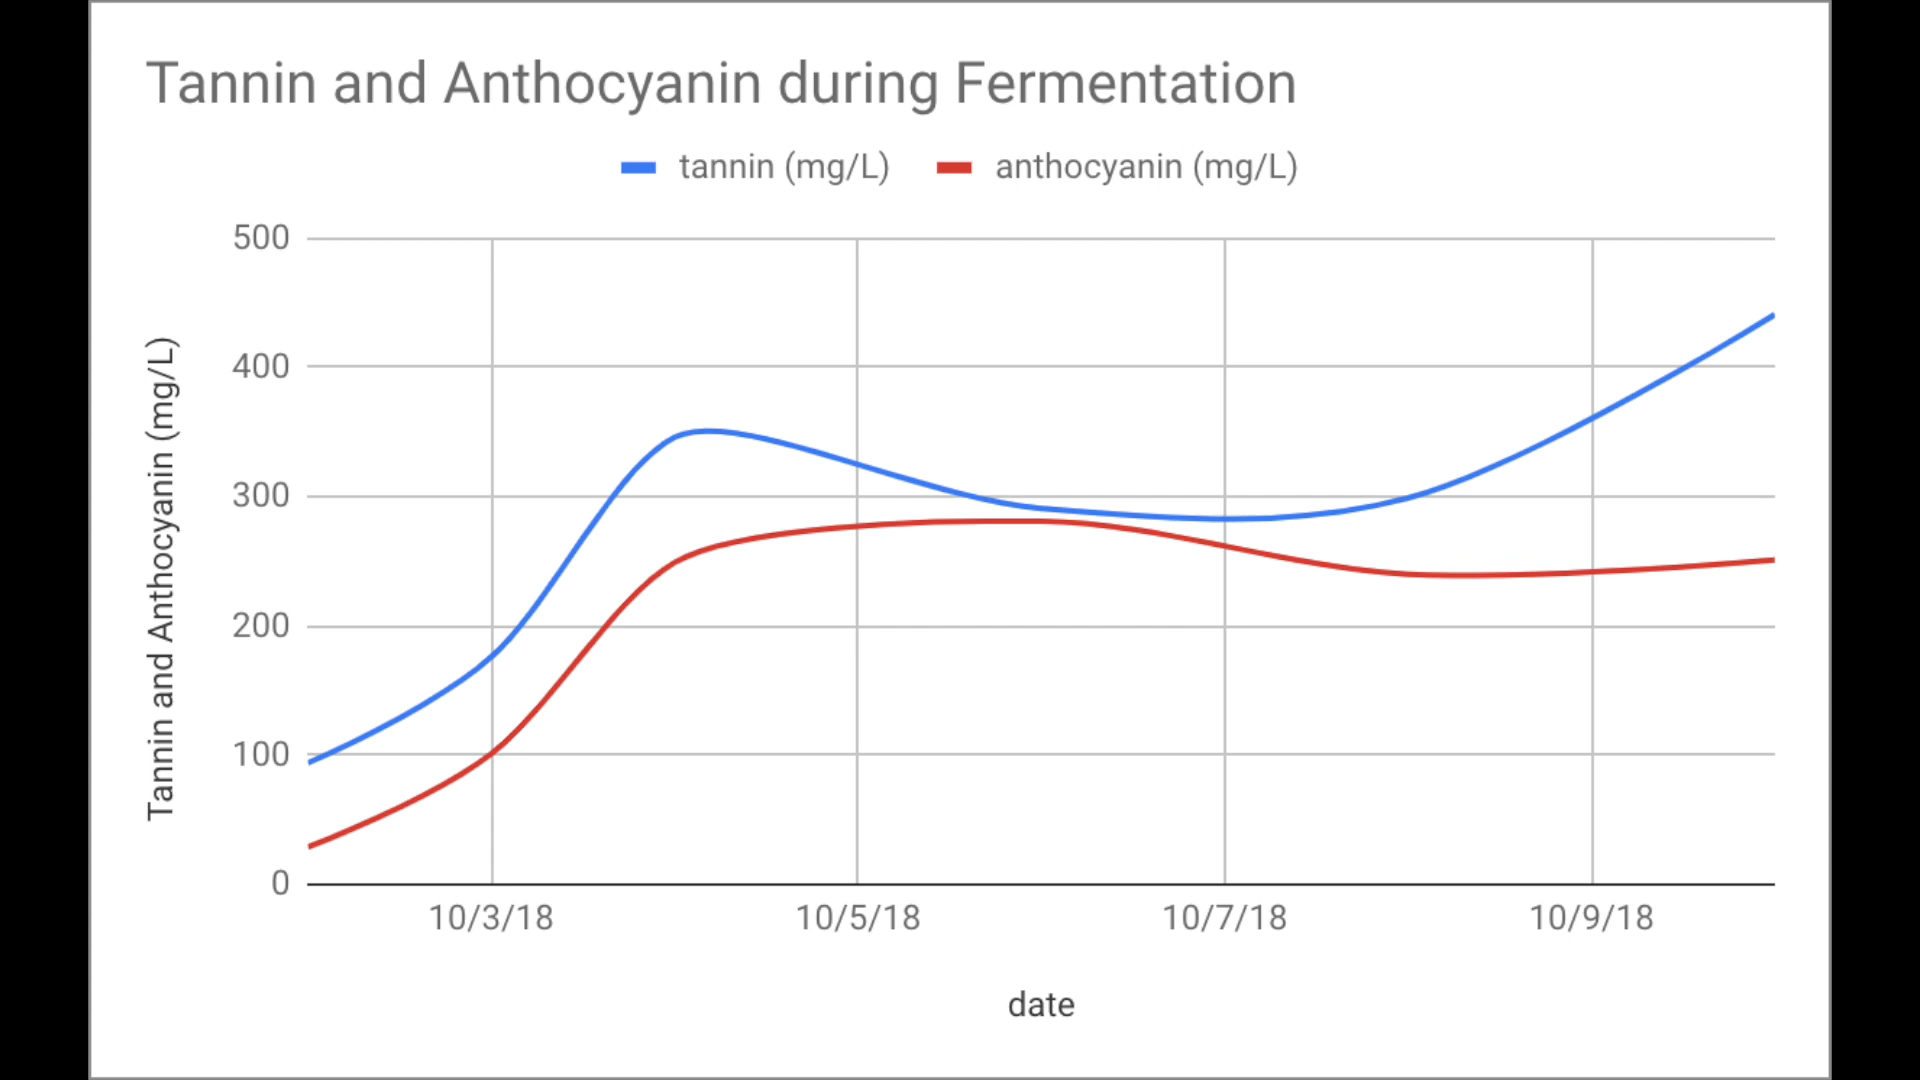 Tannin and Anthocyanin during Fermentation
tannin (mg/L) anthocyanin (mg/L)
Tannin and Anthocyanin (mg/L)
500
400
300
200
100
0
10/3/18 10/5/18 10/7/18 10/9/18
date